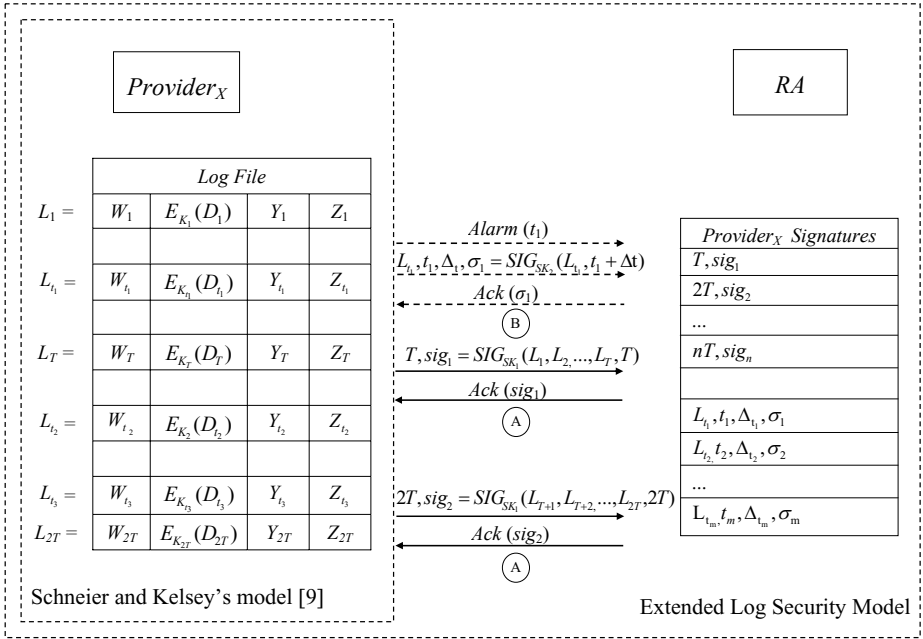 Provider_X
RA
Log File
L_1 = W_1 E_{K_1}(D_1) Y_1 Z_1
L_{t_1} = W_{t_1} E_{K_{t_1}}(D_{t_1}) Y_{t_1} Z_{t_1}
L_T = W_T E_{K_T}(D_T) Y_T Z_T
L_{t_2} = W_{t_2} E_{K_2}(D_{t_2}) Y_{t_2} Z_{t_2}
L_{t_3} = W_{t_3} E_{K_{t_3}}(D_{t_3}) Y_{t_3} Z_{t_3}
L_{2T} = W_{2T} E_{K_{2T}}(D_{2T}) Y_{2T} Z_{2T}
Alarm (t_1)
L_{t_1}, t_1, Δ_t, σ_1 = SIG_{SK_2}(L_{t_1}, t_1 + Δt)
Ack (σ_1)
B
T, sig_1 = SIG_{SK_1}(L_1, L_2, ..., L_T, T)
Ack (sig_1)
A
2T, sig_2 = SIG_{SK_1}(L_{T+1}, L_{T+2}, ..., L_{2T}, 2T)
Ack (sig_2)
A
Provider_X Signatures
T, sig_1
2T, sig_2
...
nT, sig_n
L_{t_1}, t_1, Δ_{t_1}, σ_1
L_{t_2,} t_2, Δ_{t_2}, σ_2
...
L_{t_m,} t_m, Δ_{t_m}, σ_m
Schneier and Kelsey's model [9]
Extended Log Security Model